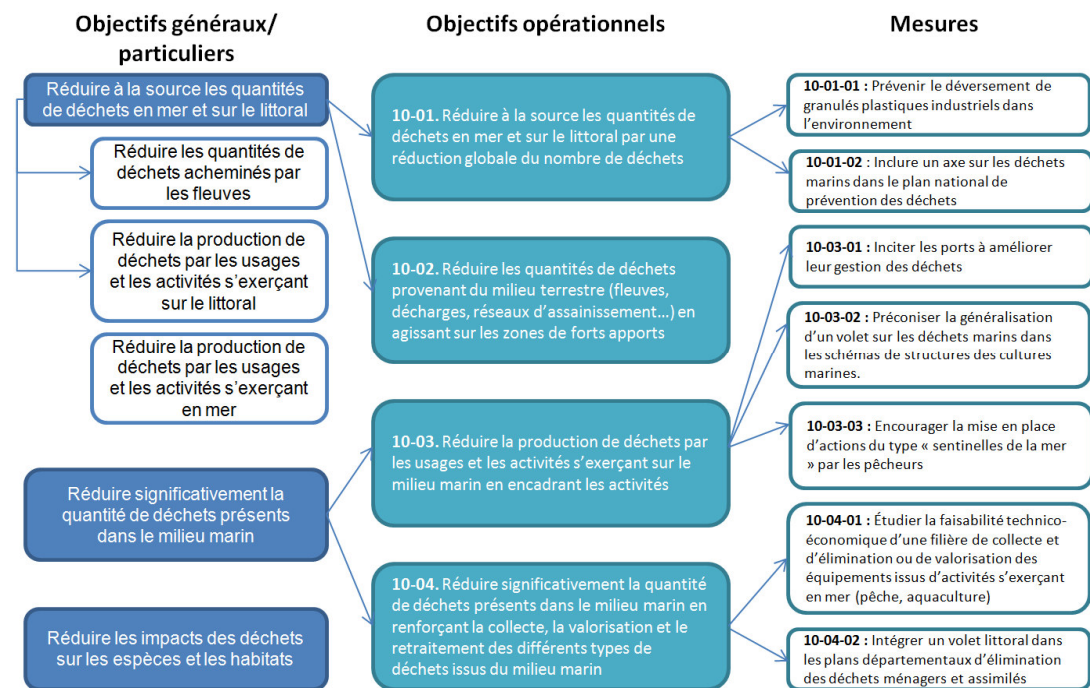 Objectifs généraux/
particuliers
Réduire à la source les quantités
de déchets en mer et sur le littoral
Réduire les quantités de
déchets acheminés par
les fleuves
Réduire la production de
déchets par les usages
et les activités s’exerçant
sur le littoral
Réduire la production de
déchets par les usages
et les activités s’exerçant
en mer
Réduire significativement la
quantité de déchets présents
dans le milieu marin
Réduire les impacts des déchets
sur les espèces et les habitats
Objectifs opérationnels
10-01. Réduire à la source les quantités de
déchets en mer et sur le littoral par une
réduction globale du nombre de déchets
10-02. Réduire les quantités de déchets
provenant du milieu terrestre (fleuves,
décharges, réseaux d’assainissement…) en
agissant sur les zones de forts apports
10-03. Réduire la production de déchets par
les usages et les activités s’exerçant sur le
milieu marin en encadrant les activités
10-04. Réduire significativement la quantité
de déchets présents dans le milieu marin en
renforçant la collecte, la valorisation et le
retraitement des différents types de
déchets issus du milieu marin
Mesures
10-01-01 : Prévenir le déversement de
granulés plastiques industriels dans
l’environnement
10-01-02 : Inclure un axe sur les déchets
marins dans le plan national de
prévention des déchets
10-03-01 : Inciter les ports à améliorer
leur gestion des déchets
10-03-02 : Préconiser la généralisation
d’un volet sur les déchets marins dans
les schémas de structures des cultures
marines.
10-03-03 : Encourager la mise en place
d’actions du type « sentinelles de la mer
» par les pêcheurs
10-04-01 : Étudier la faisabilité technico-
économique d’une filière de collecte et
d’élimination ou de valorisation des
équipements issus d’activités s’exerçant
en mer (pêche, aquaculture)
10-04-02 : Intégrer un volet littoral dans
les plans départementaux d’élimination
des déchets ménagers et assimilés